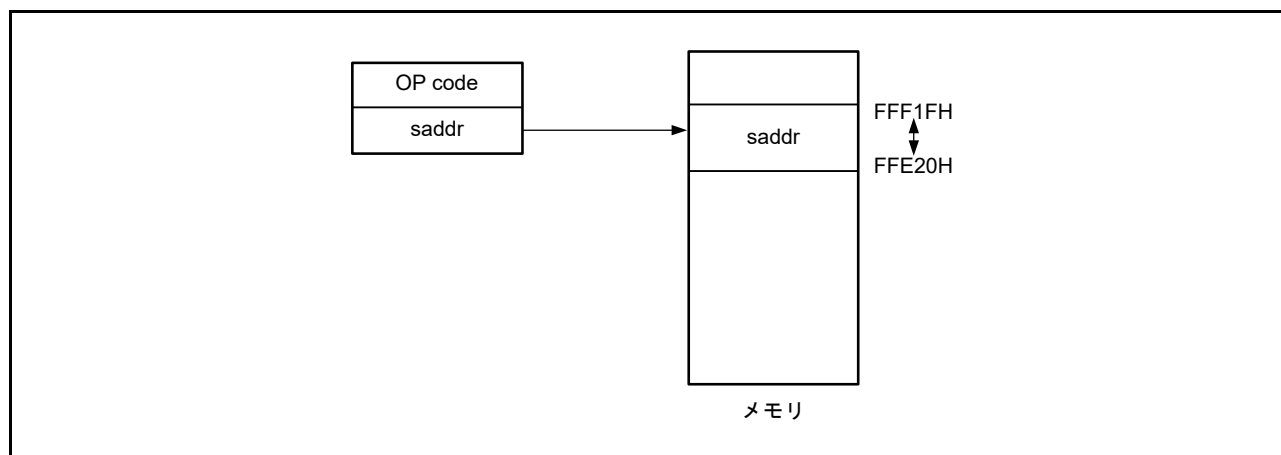 OP code
saddr
saddr
FFF1FH
FFE20H
メモリ